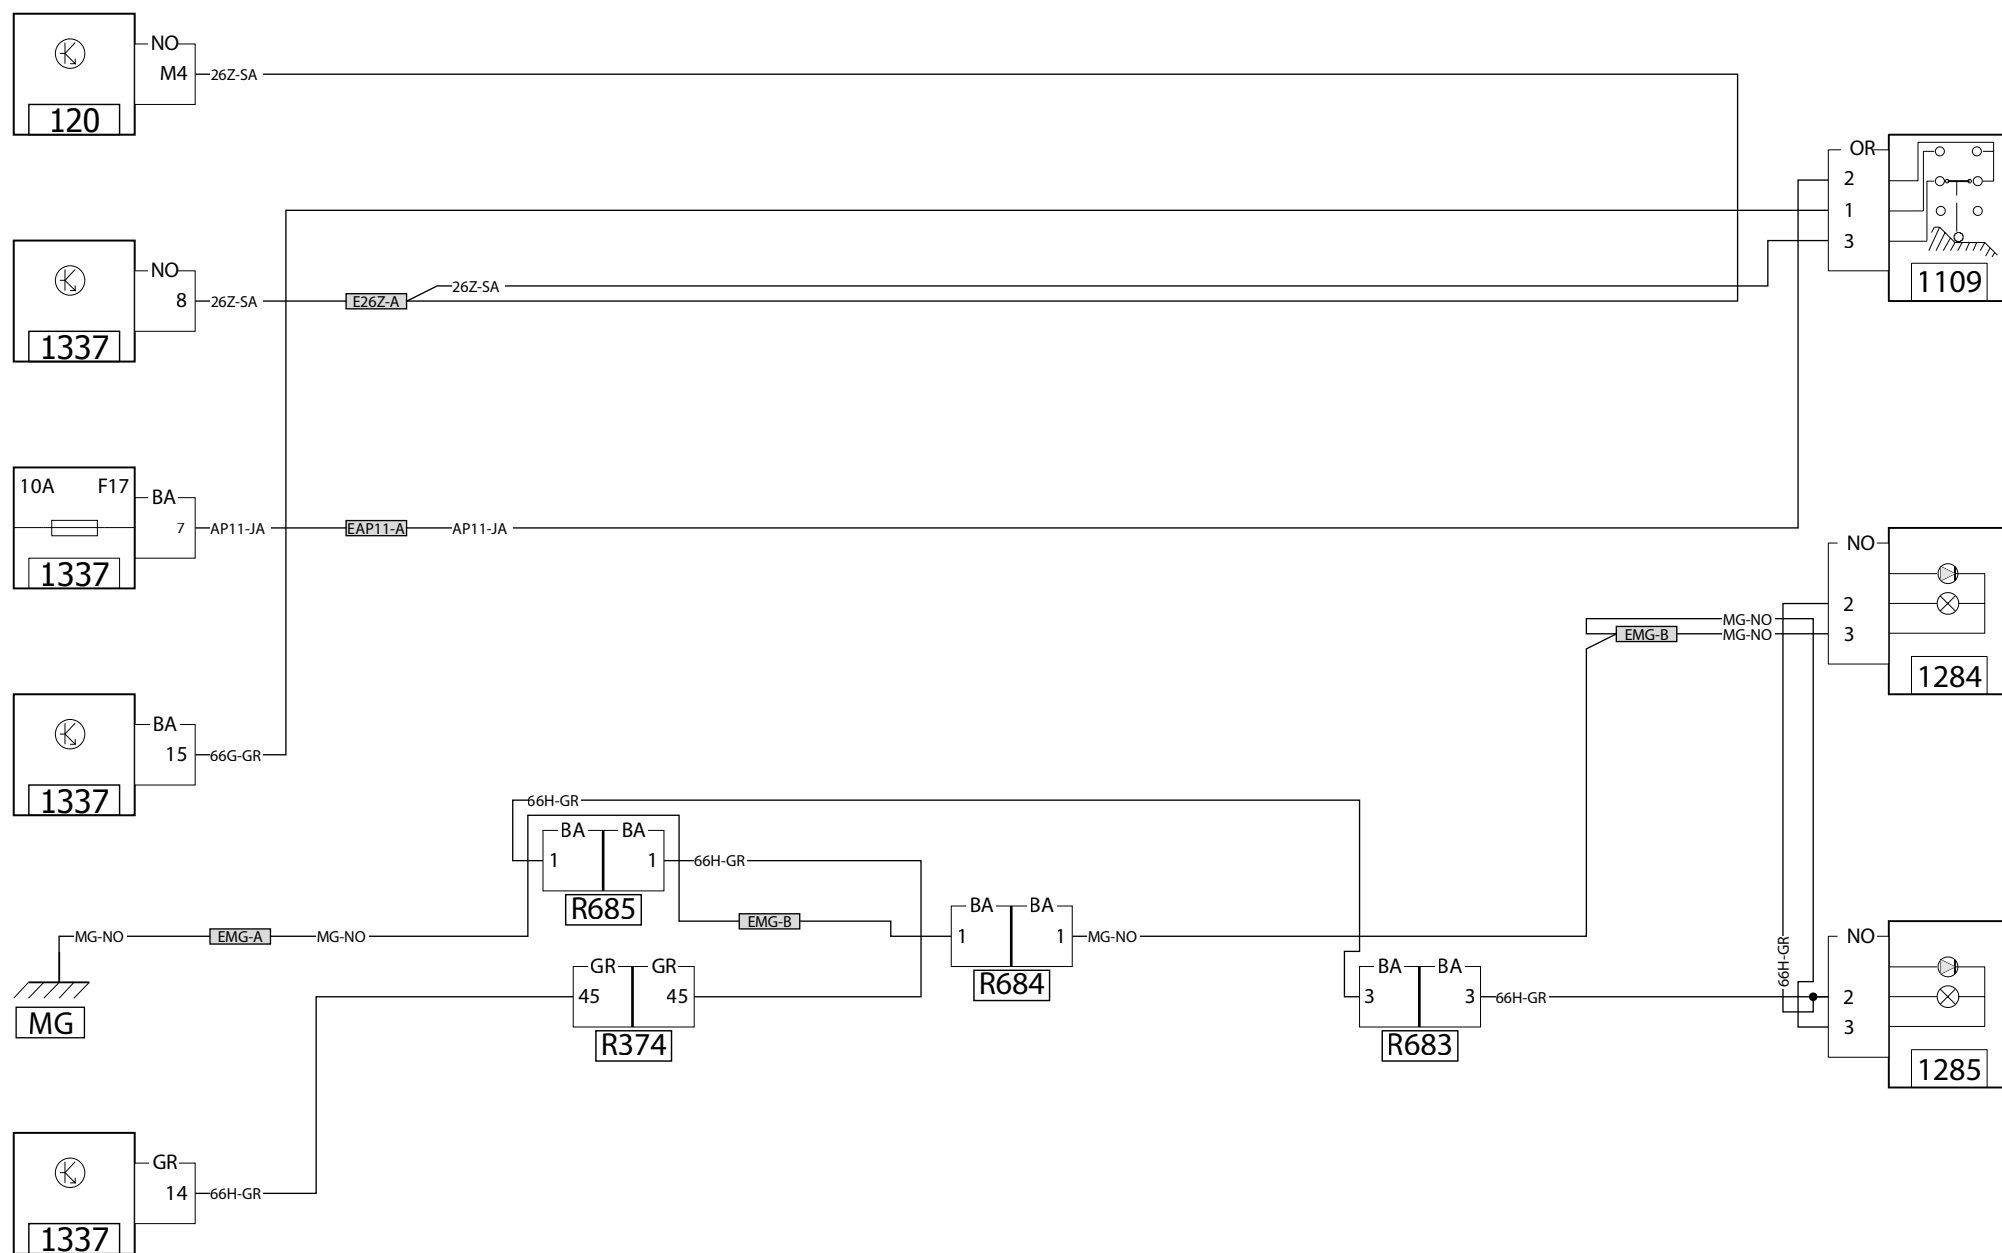 NO
M4 26Z-SA
120
OR
2
1
3
1109
NO
8 26Z-SA E26Z-A 26Z-SA
1337
10A F17
BA
7 AP11-JA EAP11-A AP11-JA
1337
NO
2
MG-NO
EMG-B MG-NO 3
1284
BA
15 66G-GR
1337
66H-GR
BA BA
1 1 66H-GR
R685
BA BA
EMG-B
MG-NO EMG-A MG-NO
1 1 MG-NO
R684
MG
GR GR
45 45
R374
BA BA
3 3 66H-GR
R683
66H-GR
NO
2
3
1285
GR
14 66H-GR
1337